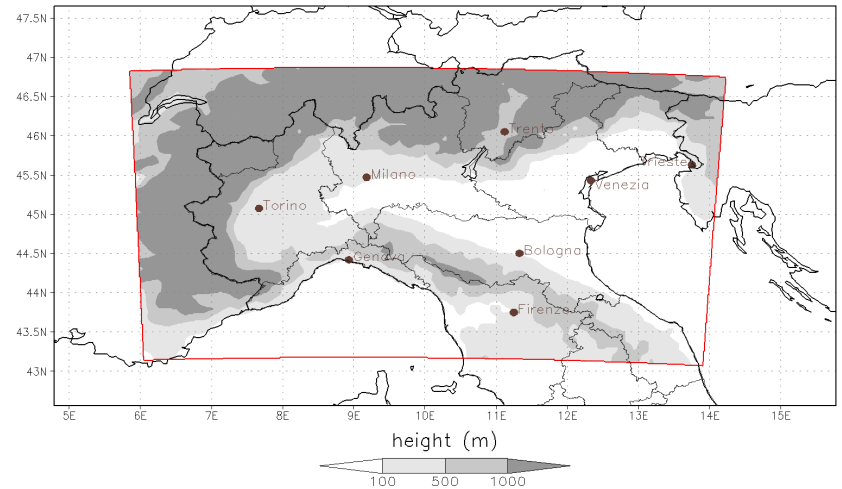 47.5N
47N
46.5N
46N
Trento
45.5N
Milano
Trieste
Venezia
45N
Torino
44.5N
Genova
Bologna
44N
43.5N
Firenze
43N
5E 6E 7E 8E 9E 10E 11E 12E 13E 14E 15E
height (m)
100 500 1000